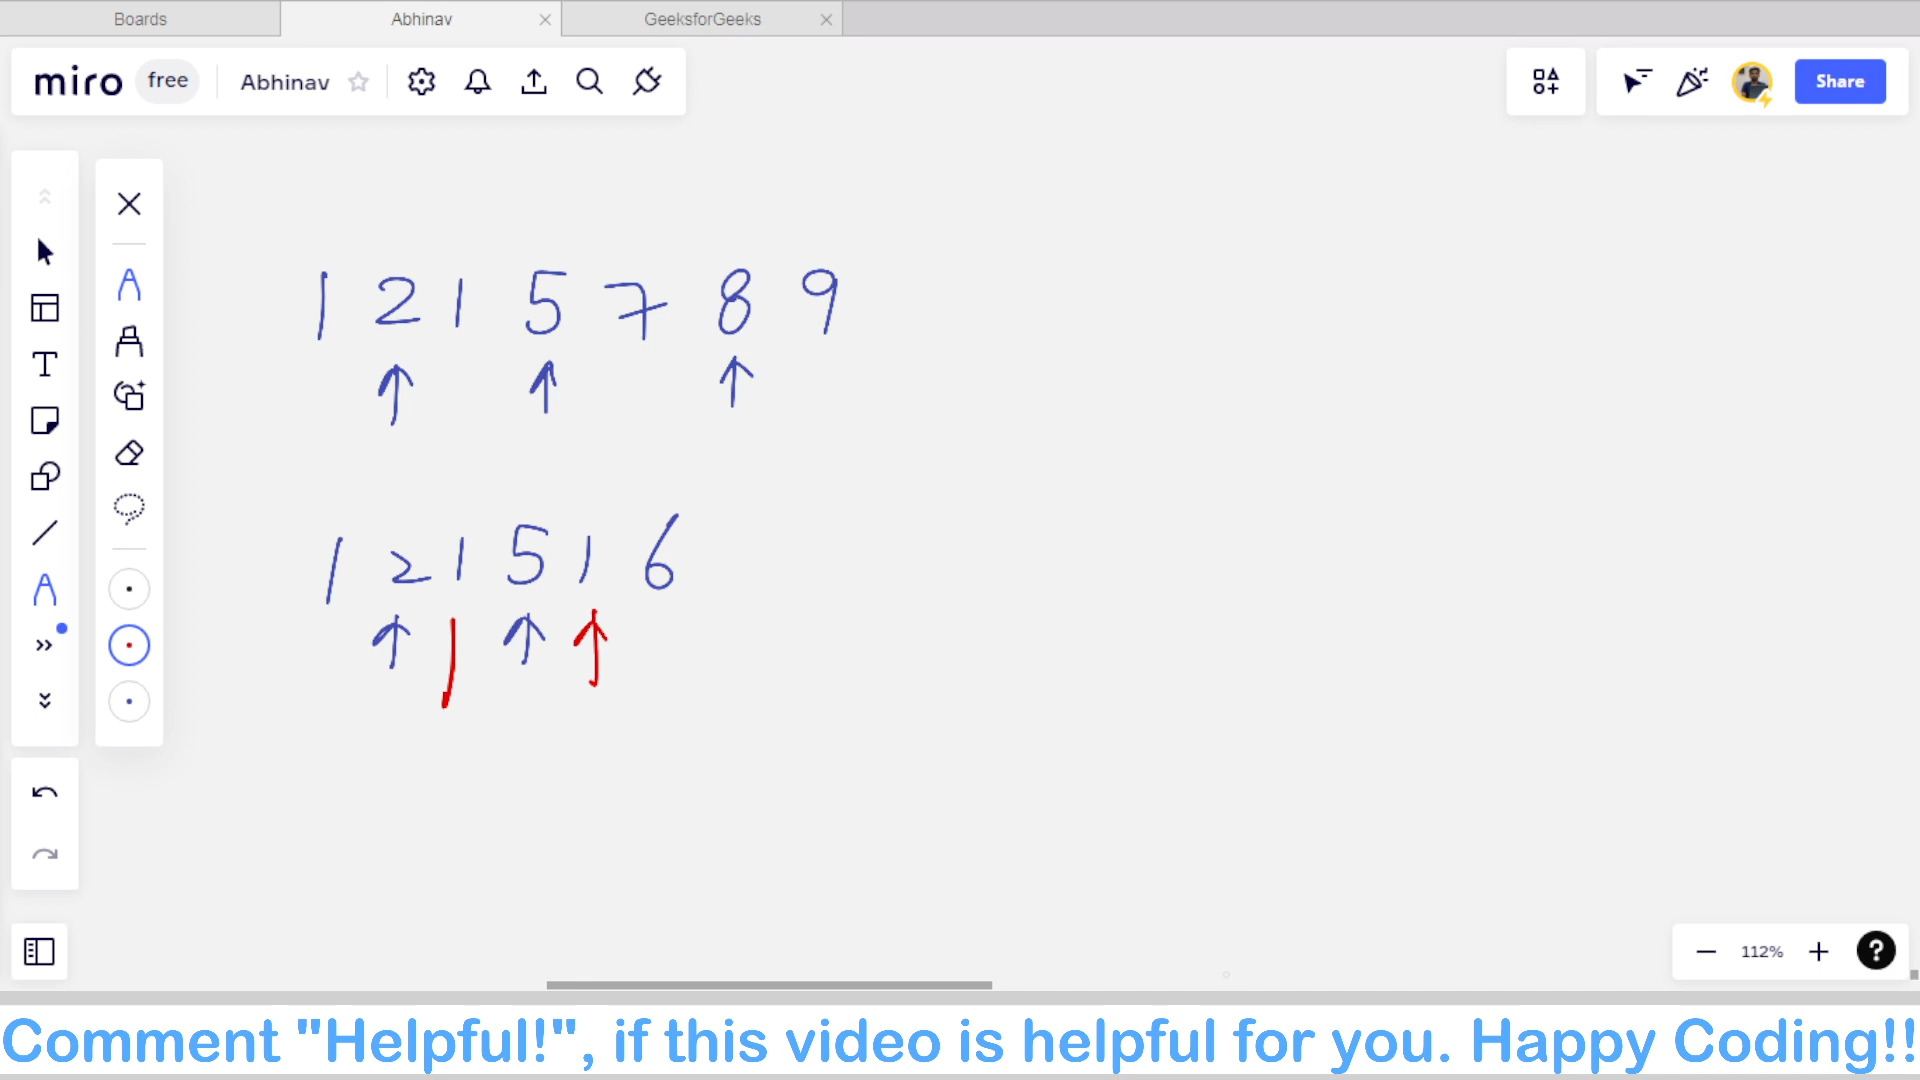 Boards Abhinav GeeksforGeeks
miro free Abhinav Share
1 2 1 5 7 8 9
1 2 1 5 1 6
112%
Comment "Helpful!", if this video is helpful for you. Happy Coding!!